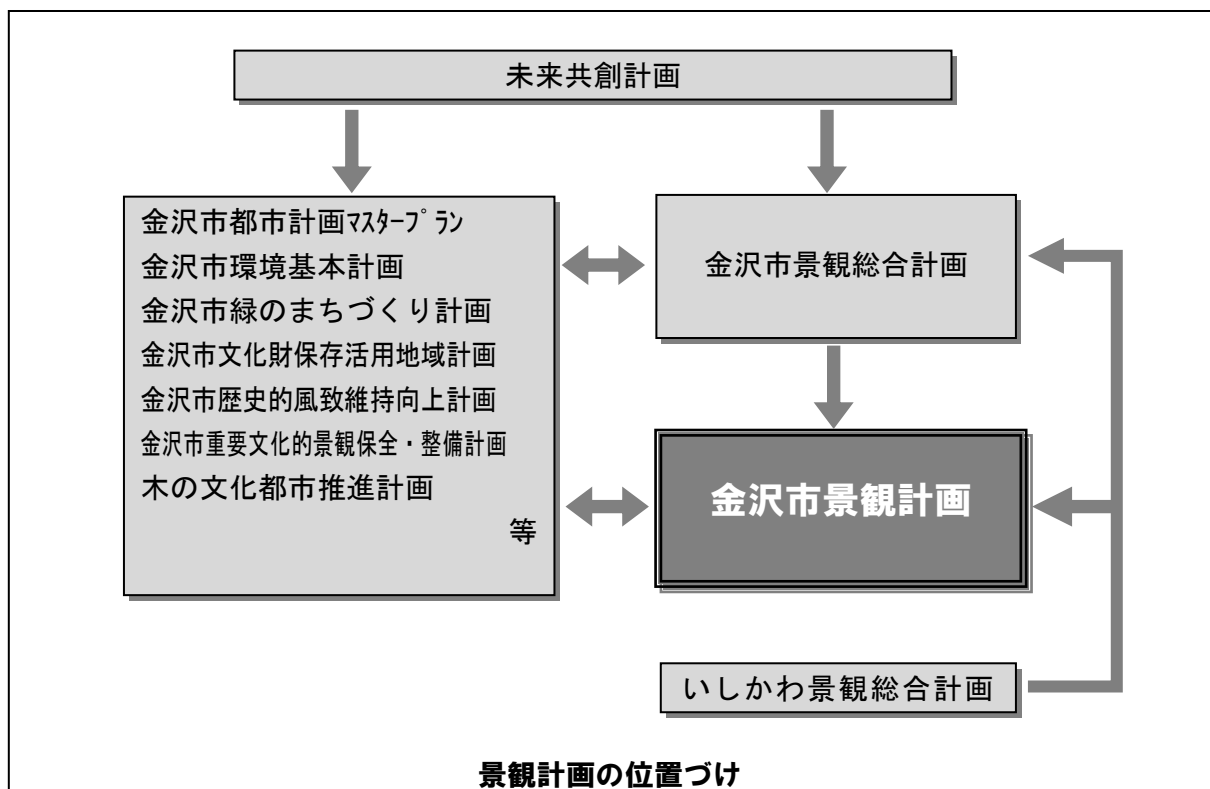 未来共創計画
金沢市都市計画ﾏｽﾀｰﾌﾟﾗﾝ
金沢市環境基本計画
金沢市緑のまちづくり計画
金沢市文化財保存活用地域計画
金沢市歴史的風致維持向上計画
金沢市重要文化的景観保全・整備計画
木の文化都市推進計画
等
金沢市景観総合計画
金沢市景観計画
いしかわ景観総合計画
景観計画の位置づけ